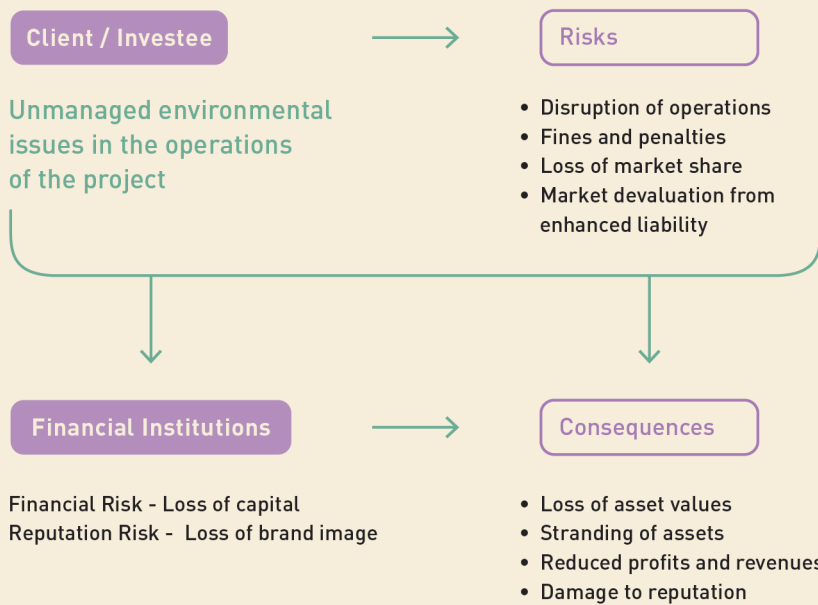 Client / Investee
Risks
Unmanaged environmental
issues in the operations
of the project
• Disruption of operations
• Fines and penalties
• Loss of market share
• Market devaluation from
enhanced liability
Financial Institutions
Consequences
Financial Risk - Loss of capital
Reputation Risk -  Loss of brand image
• Loss of asset values
• Stranding of assets
• Reduced profits and revenues
• Damage to reputation